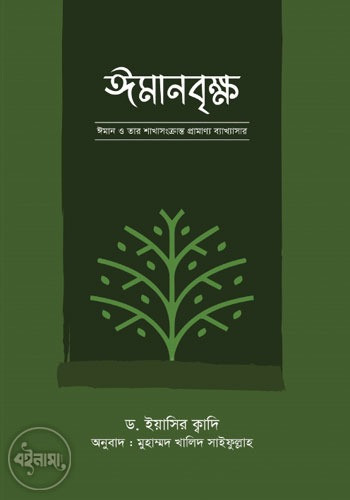 ঈমানবৃক্ষ
ঈমান ও তার শাখাসংক্রান্ত প্রামাণ্য ব্যাখ্যাসার
ড. ইয়াসির ক্বাদি
অনুবাদ : মুহাম্মদ খালিদ সাইফুল্লাহ
বইনামা